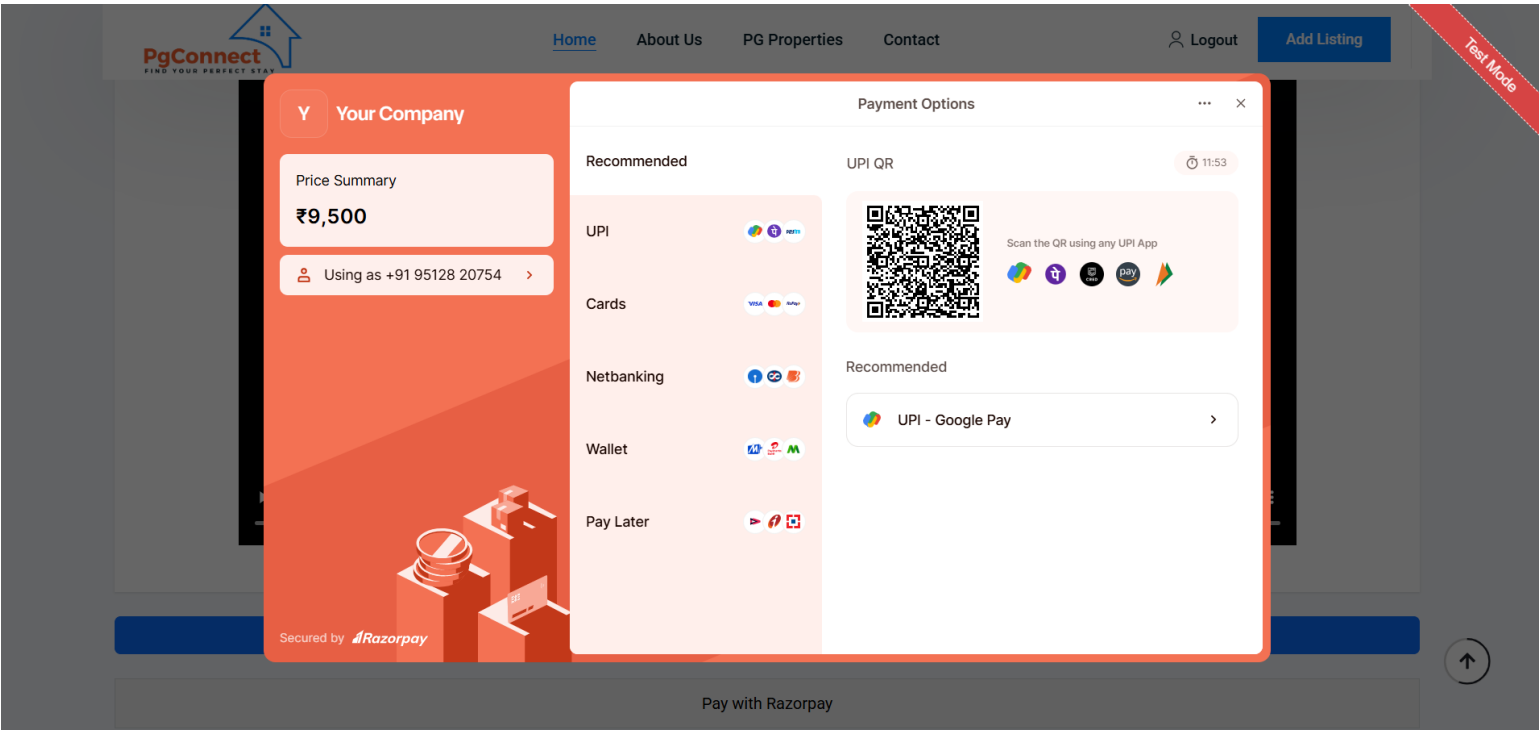 PgConnect
FIND YOUR PERFECT STAY
Home
About Us
PG Properties
Contact
Logout
Add Listing
Test Mode
Y
Your Company
Price Summary
₹9,500
Using as +91 95128 20754
Secured by Razorpay
Payment Options
Recommended
UPI
Cards
VISA
Netbanking
Wallet
Pay Later
UPI QR
11:53
Scan the QR using any UPI App
pay
Recommended
UPI - Google Pay
Pay with Razorpay